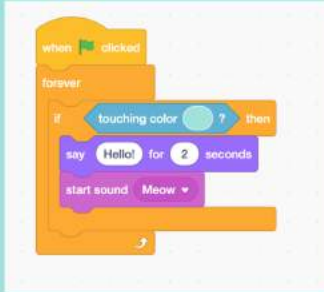 when clicked
forever
if touching color ? then
say Hello! for 2 seconds
start sound Meow